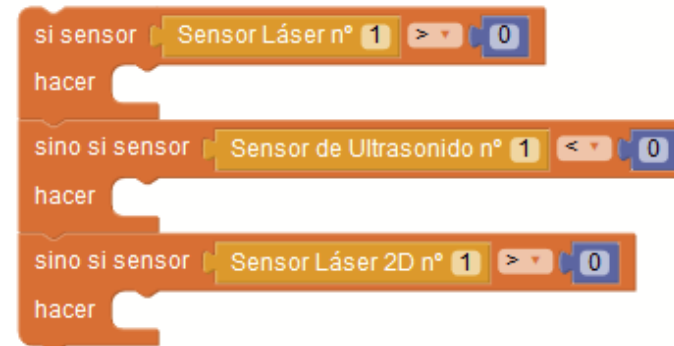 si sensor Sensor Láser nº 1 > 0
hacer
sino si sensor Sensor de Ultrasonido nº 1 < 0
hacer
sino si sensor Sensor Láser 2D nº 1 > 0
hacer